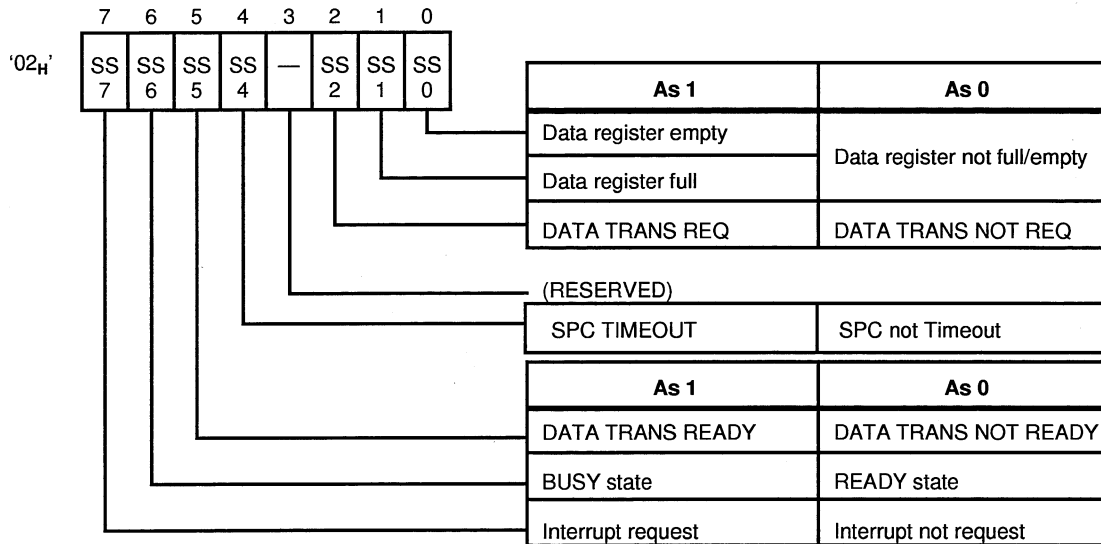 7 6 5 4 3 2 1 0
‘02H’ SS SS SS SS — SS SS SS
7 6 5 4 2 1 0
As 1 As 0
Data register empty Data register not full/empty
Data register full
DATA TRANS REQ DATA TRANS NOT REQ
(RESERVED)
SPC TIMEOUT SPC not Timeout
As 1 As 0
DATA TRANS READY DATA TRANS NOT READY
BUSY state READY state
Interrupt request Interrupt not request